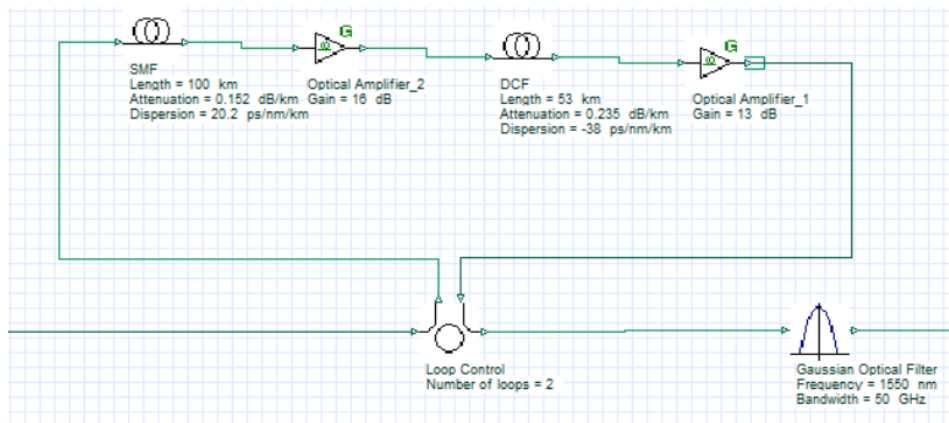 G
G
SMF
Length = 100 km
Attenuation = 0.152 dB/km
Dispersion = 20.2 ps/nm/km
Optical Amplifier_2
Gain = 16 dB
DCF
Length = 53 km
Attenuation = 0.235 dB/km
Dispersion = -38 ps/nm/km
Optical Amplifier_1
Gain = 13 dB
Loop Control
Number of loops = 2
Gaussian Optical Filter
Frequency = 1550 nm
Bandwidth = 50 GHz